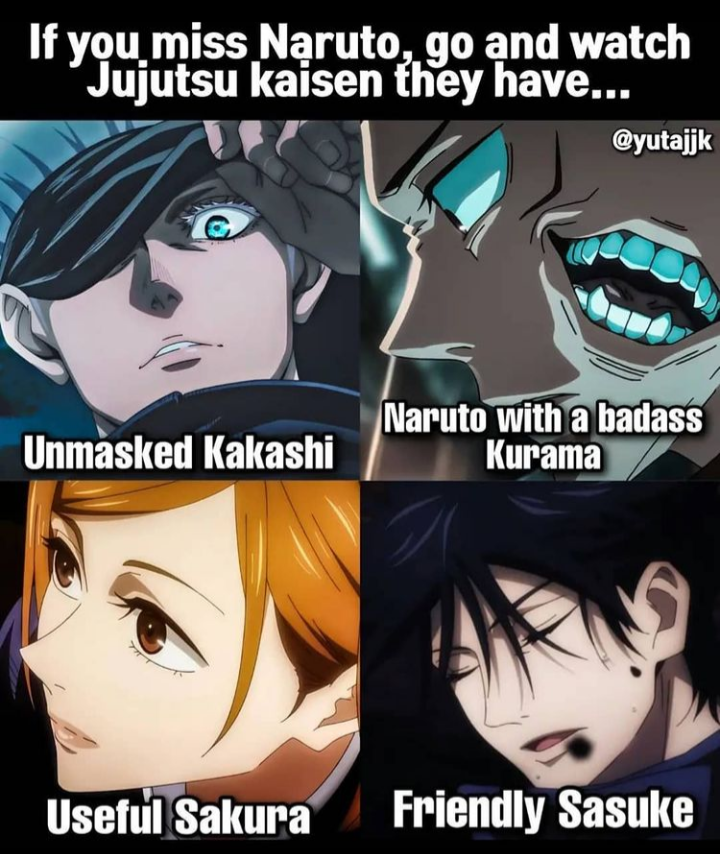 If you miss Naruto, go and watch
Jujutsu kaisen they have...
@yutajjk
Unmasked Kakashi
Naruto with a badass
Kurama
Useful Sakura
Friendly Sasuke